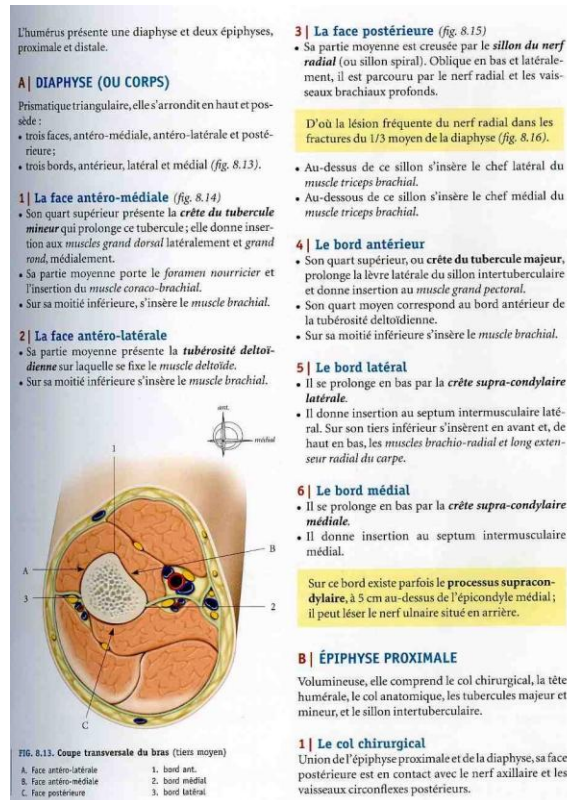 L'humérus présente une diaphyse et deux épiphyses,
proximale et distale.
A| DIAPHYSE (OU CORPS)
Prismatique triangulaire, elle s'arrondit en haut et pos-
sède :
• trois faces, antéro-médiale, antéro-latérale et posté-
rieure;
• trois bords, antérieur, latéral et médial (fig. 8.13).
1| La face antéro-médiale (fig. 8.14)
• Son quart supérieur présente la crête du tubercule
mineur qui prolonge ce tubercule; elle donne inser-
tion aux muscles grand dorsal latéralement et grand
rond, médialement.
• Sa partie moyenne porte le foramen nourricier et
l'insertion du muscle coraco-brachial.
• Sur sa moitié inférieure, s'insère le muscle brachial.
2| La face antéro-latérale
• Sa partie moyenne présente la tubérosité deltoï-
dienne sur laquelle se fixe le muscle deltoïde.
• Sur sa moitié inférieure s'insère le muscle brachial.
ant.
médial
1
A
B
3
2
C
FIG. 8.13. Coupe transversale du bras (tiers moyen)
A. Face antéro-latérale
B. Face antéro-médiale
C. Face postérieure
1. bord ant.
2. bord médial
3. bord latéral
3| La face postérieure (fig. 8.15)
• Sa partie moyenne est creusée par le sillon du nerf
radial (ou sillon spiral). Oblique en bas et latérale-
ment, il est parcouru par le nerf radial et les vais-
seaux brachiaux profonds.
D'où la lésion fréquente du nerf radial dans les
fractures du 1/3 moyen de la diaphyse (fig. 8.16).
• Au-dessus de ce sillon s'insère le chef latéral du
muscle triceps brachial.
• Au-dessous de ce sillon s'insère le chef médial du
muscle triceps brachial.
4| Le bord antérieur
• Son quart supérieur, ou crête du tubercule majeur,
prolonge la lèvre latérale du sillon intertuberculaire
et donne insertion au muscle grand pectoral.
• Son quart moyen correspond au bord antérieur de
la tubérosité deltoïdienne.
• Sur sa moitié inférieure s'insère le muscle brachial.
5| Le bord latéral
• Il se prolonge en bas par la crête supra-condylaire
latérale.
• Il donne insertion au septum intermusculaire laté-
ral. Sur son tiers inférieur s'insèrent en avant et, de
haut en bas, les muscles brachio-radial et long exten-
seur radial du carpe.
6| Le bord médial
• Il se prolonge en bas par la crête supra-condylaire
médiale.
• Il donne insertion au septum intermusculaire
médial.
Sur ce bord existe parfois le processus supracon-
dylaire, à 5 cm au-dessus de l'épicondyle médial ;
il peut léser le nerf ulnaire situé en arrière.
B| ÉPIPHYSE PROXIMALE
Volumineuse, elle comprend le col chirurgical, la tête
humérale, le col anatomique, les tubercules majeur et
mineur, et le sillon intertuberculaire.
1| Le col chirurgical
Union de l'épiphyse proximale et de la diaphyse, sa face
postérieure est en contact avec le nerf axillaire et les
vaisseaux circonflexes postérieurs.